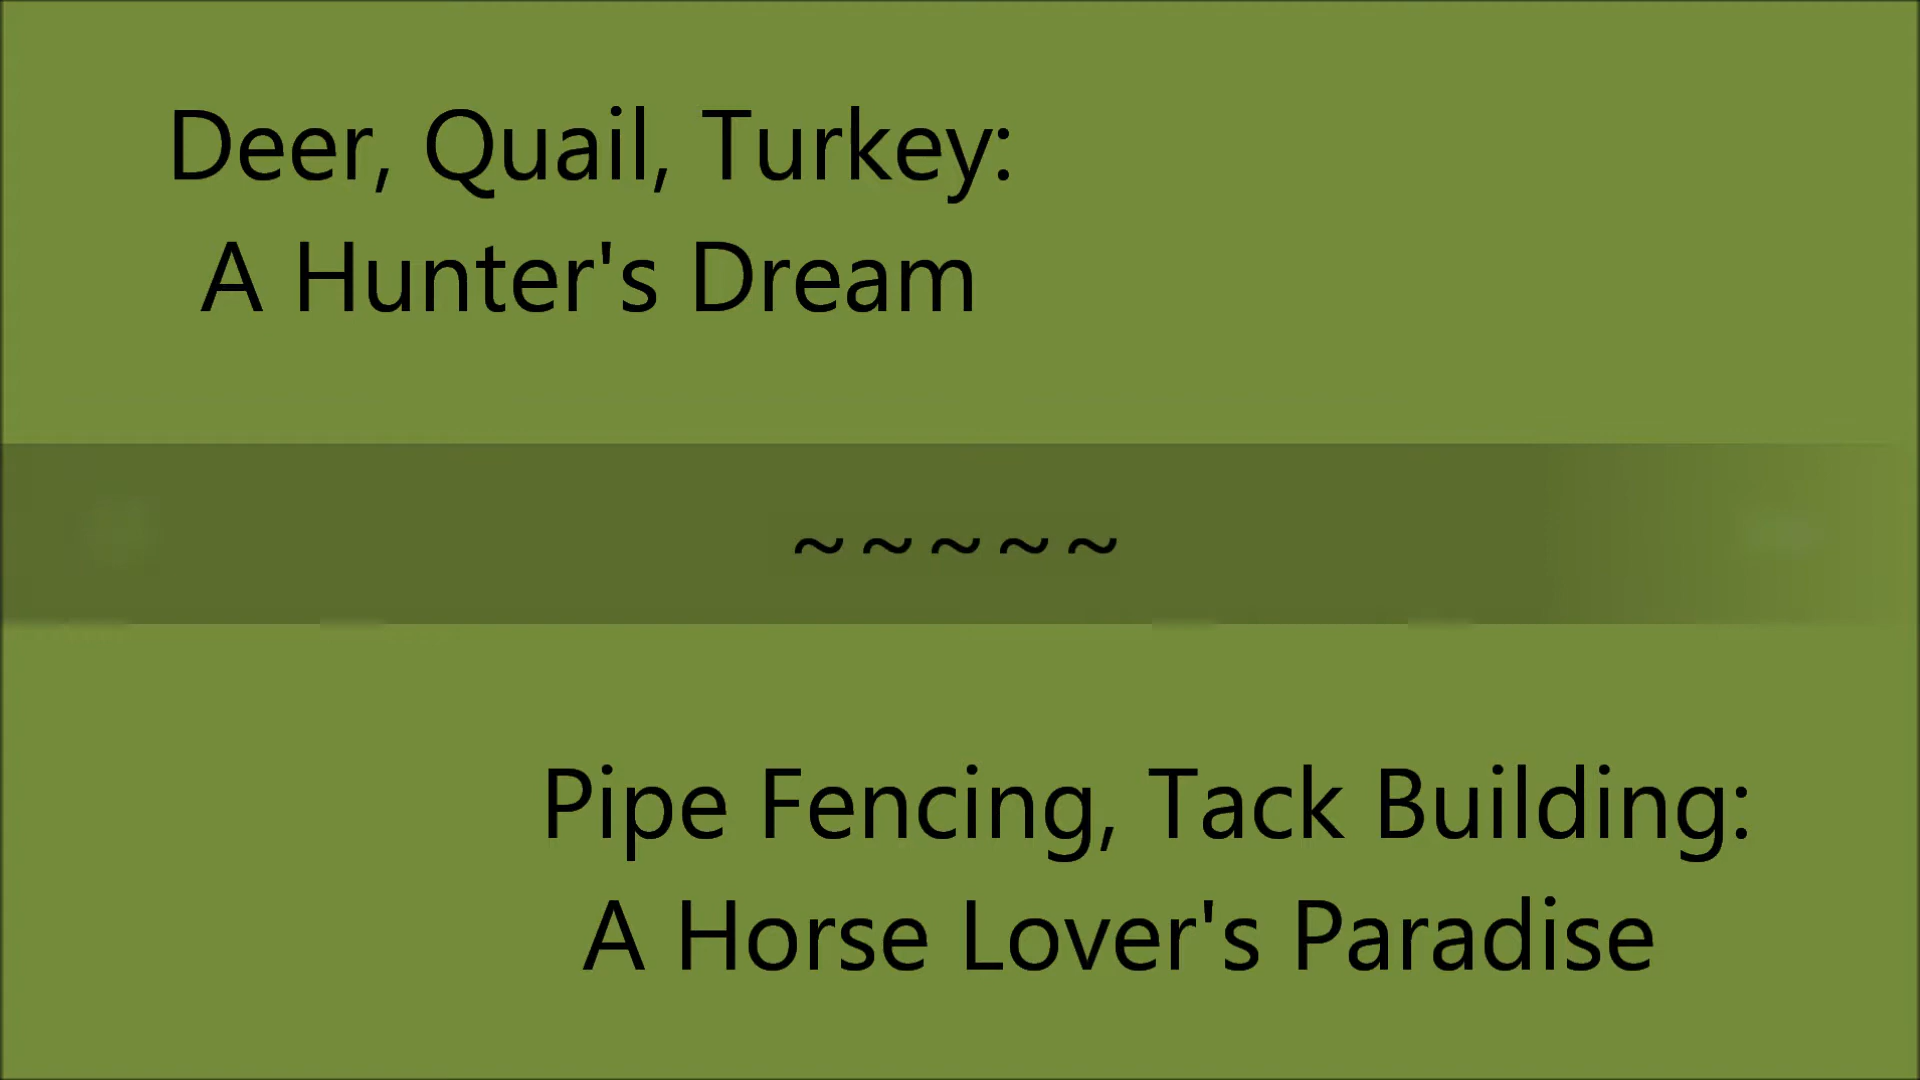 Deer, Quail, Turkey:
A Hunter's Dream
~ ~ ~ ~ ~
Pipe Fencing, Tack Building:
A Horse Lover's Paradise